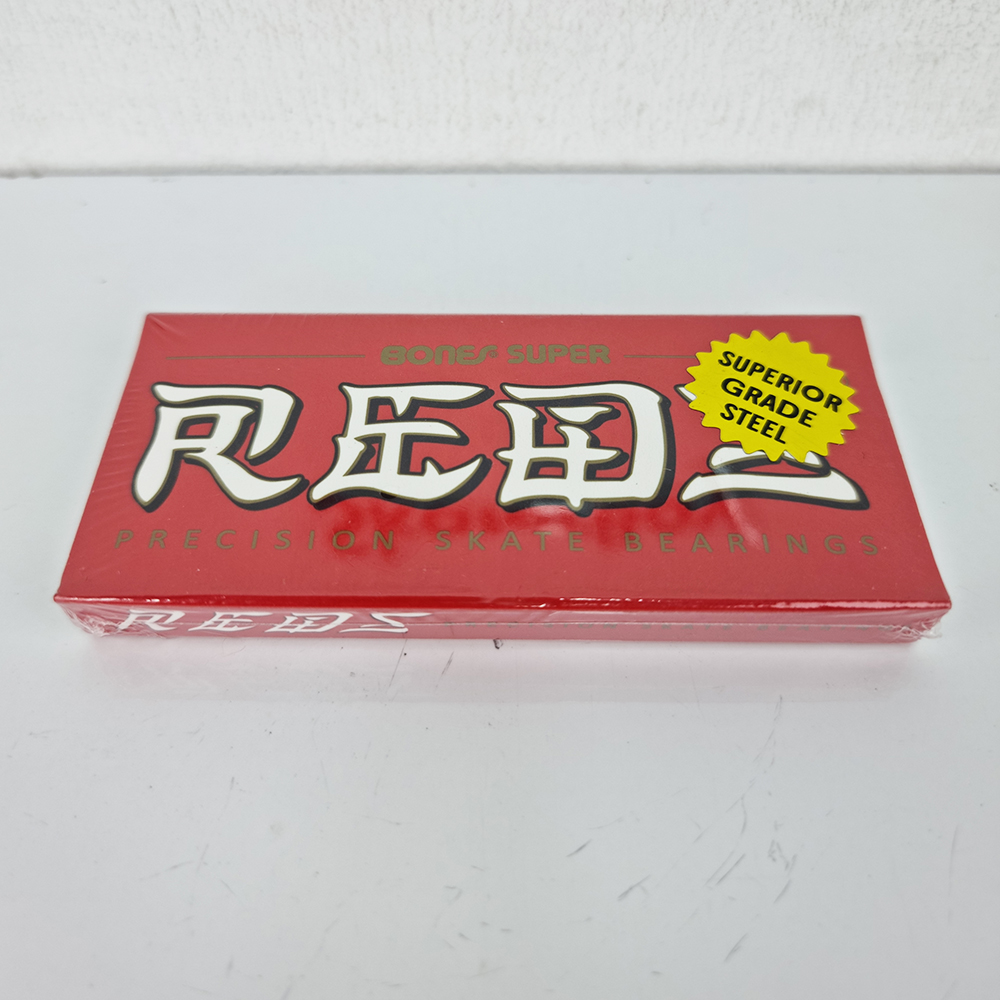 BONES SUPER
REDS
SUPERIOR
GRADE
STEEL
PRECISION SKATE BEARINGS
REDS